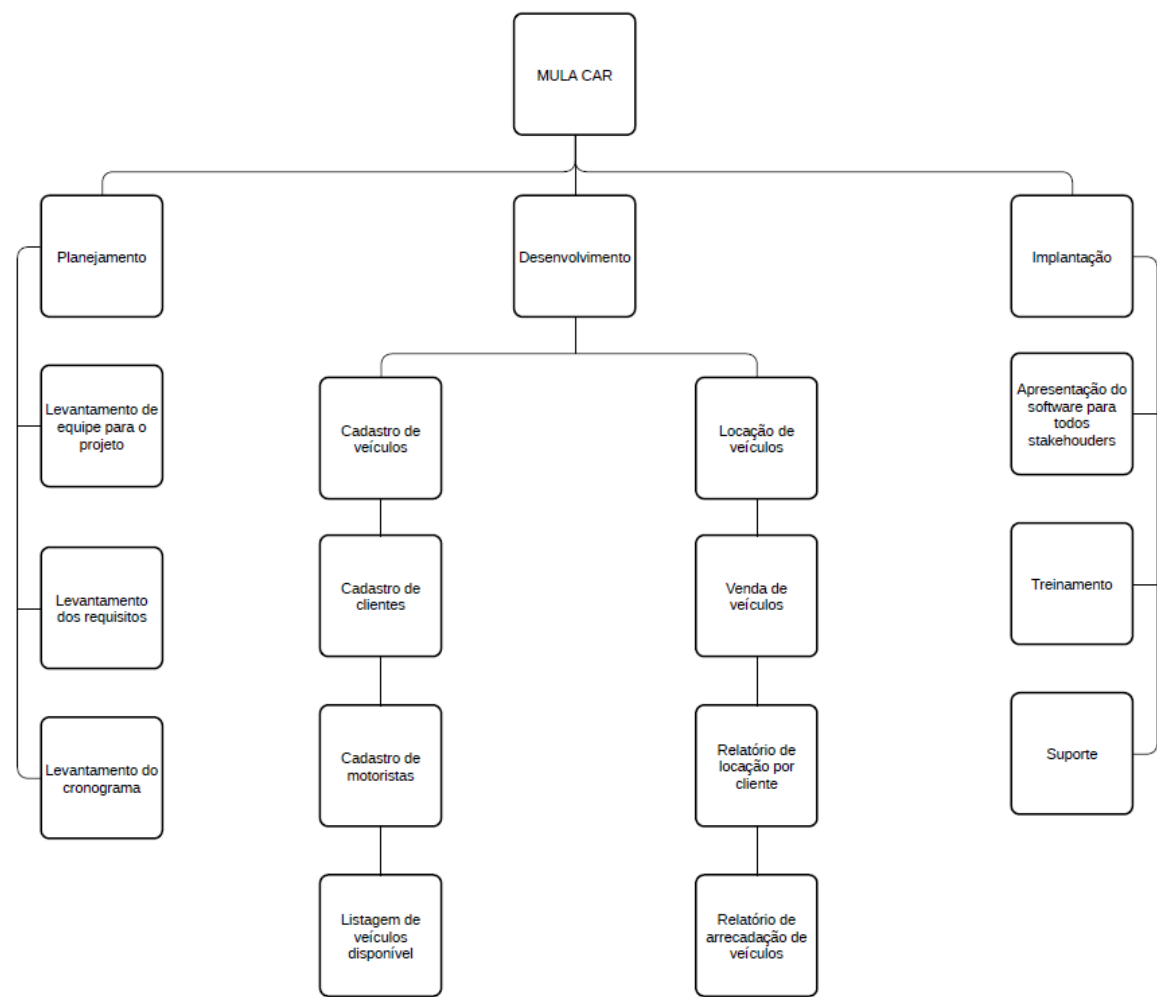 MULA CAR
Planejamento
Desenvolvimento
Implantação
Levantamento de
equipe para o
projeto
Levantamento
dos requisitos
Levantamento do
cronograma
Cadastro de
veículos
Cadastro de
clientes
Cadastro de
motoristas
Listagem de
veículos
disponível
Locação de
veículos
Venda de
veículos
Relatório de
locação por
cliente
Relatório de
arrecadação de
veículos
Apresentação do
software para
todos
stakehouders
Treinamento
Suporte